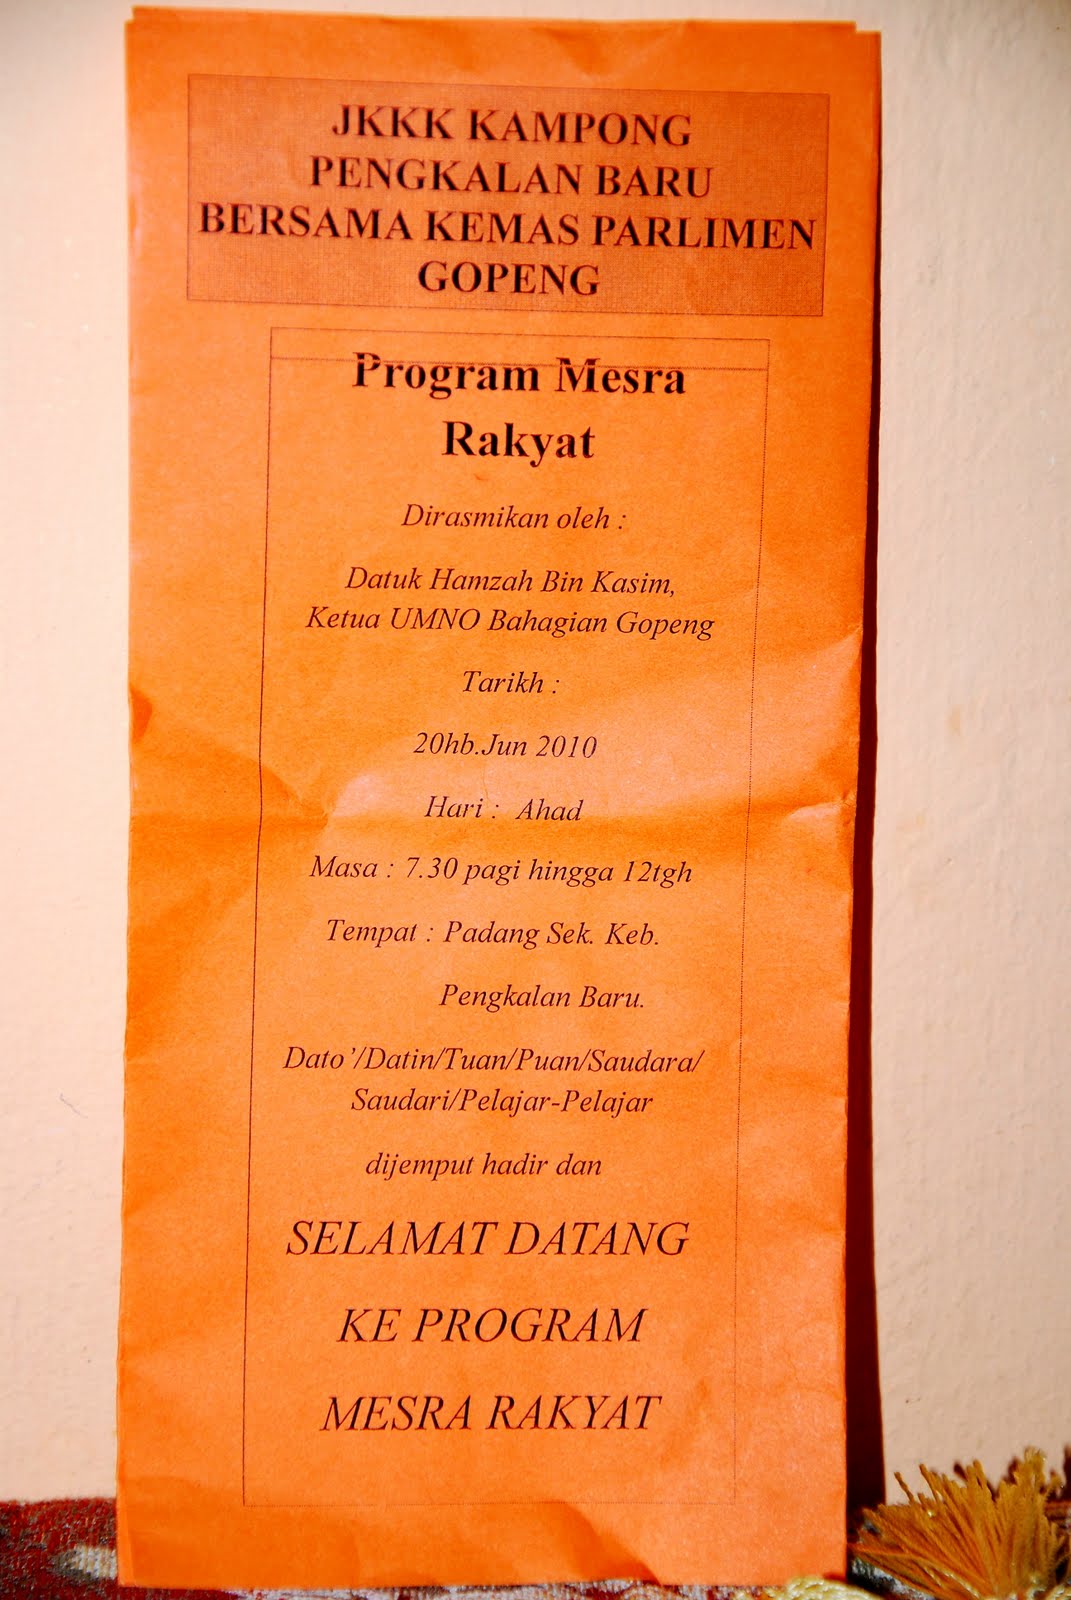 JKKK KAMPONG
PENGKALAN BARU
BERSAMA KEMAS PARLIMEN
GOPENG
Program Mesra
Rakyat
Dirasmikan oleh :
Datuk Hamzah Bin Kasim,
Ketua UMNO Bahagian Gopeng
Tarikh :
20hb.Jun 2010
Hari : Ahad
Masa : 7.30 pagi hingga 12tgh
Tempat : Padang Sek. Keb.
Pengkalan Baru.
Dato'/Datin/Tuan/Puan/Saudara/
Saudari/Pelajar-Pelajar
dijemput hadir dan
SELAMAT DATANG
KE PROGRAM
MESRA RAKYAT